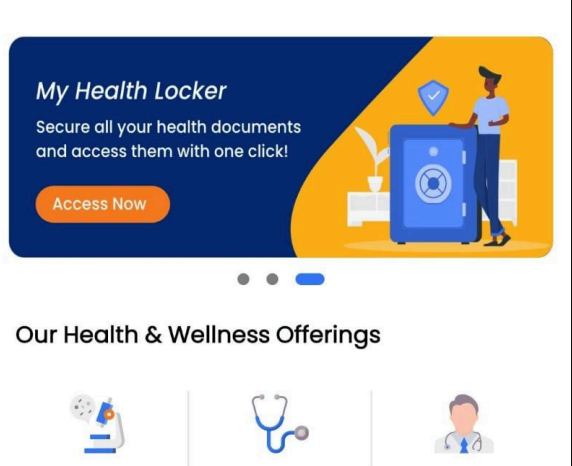 My Health Locker
Secure all your health documents
and access them with one click!
Access Now
Our Health & Wellness Offerings